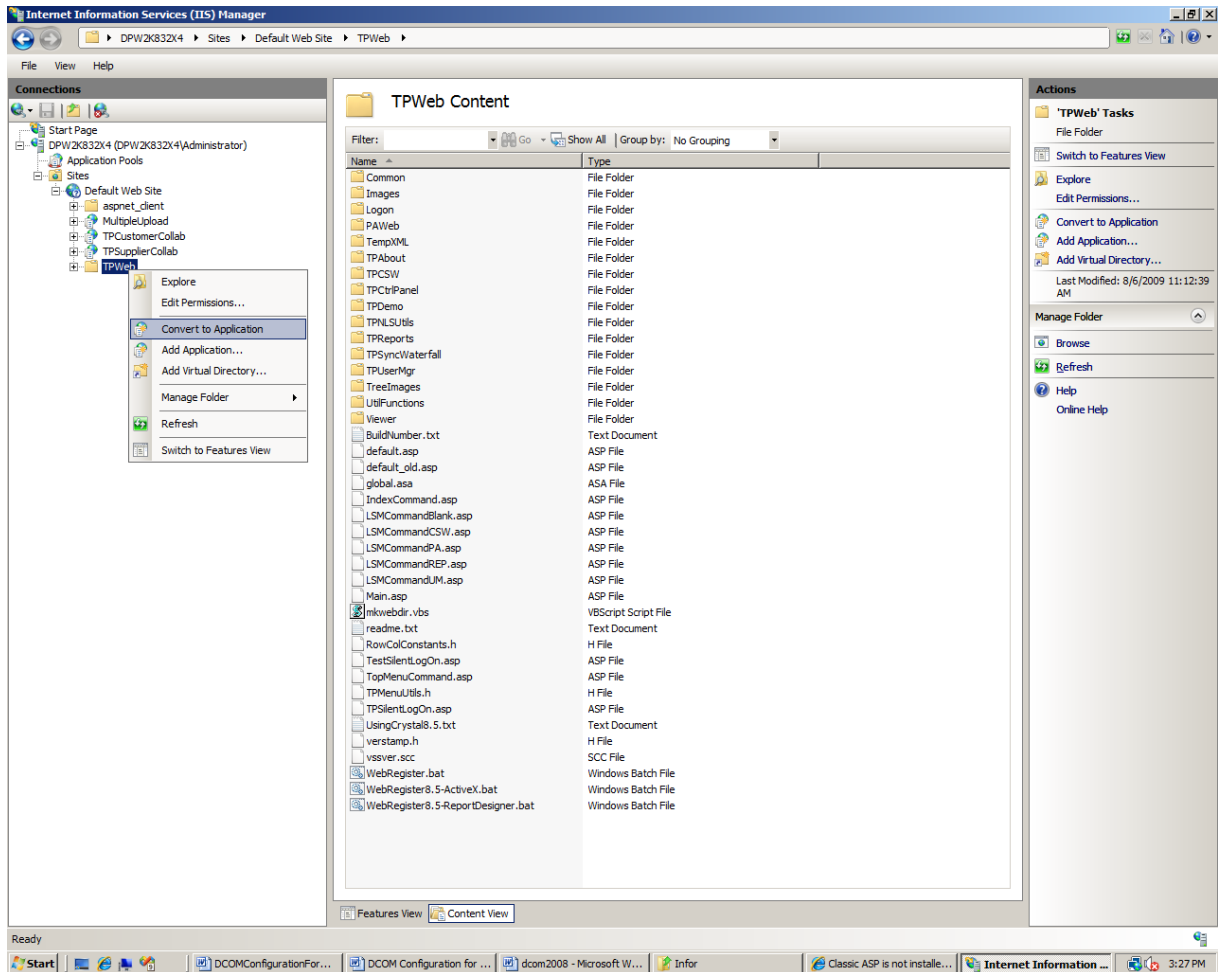 Internet Information Services (IIS) Manager
DPW2K832X4 Sites Default Web Site TPWeb
File View Help
Connections
Start Page
DPW2K832X4 (DPW2K832X4\Administrator)
Application Pools
Sites
Default Web Site
aspnet_client
MultipleUpload
TPCustomerCollab
TPSupplierCollab
TPWeb
Explore
Edit Permissions...
Convert to Application
Add Application...
Add Virtual Directory...
Manage Folder
Refresh
Switch to Features View
TPWeb Content
Filter: Go Show All Group by: No Grouping
Name Type
Common File Folder
Images File Folder
Logon File Folder
PAWeb File Folder
TempXML File Folder
TPAbout File Folder
TPCSW File Folder
TPCtrlPanel File Folder
TPDemo File Folder
TPNLSUtils File Folder
TPReports File Folder
TPSyncWaterfall File Folder
TPUserMgr File Folder
TreeImages File Folder
UtilFunctions File Folder
Viewer File Folder
BuildNumber.txt Text Document
default.asp ASP File
default_old.asp ASP File
global.asa ASA File
IndexCommand.asp ASP File
LSMCommandBlank.asp ASP File
LSMCommandCSW.asp ASP File
LSMCommandPA.asp ASP File
LSMCommandREP.asp ASP File
LSMCommandUM.asp ASP File
Main.asp ASP File
mkwebdir.vbs VBScript Script File
readme.txt Text Document
RowColConstants.h H File
TestSilentLogOn.asp ASP File
TopMenuCommand.asp ASP File
TPMenuUtils.h H File
TPSilentLogOn.asp ASP File
UsingCrystal8.5.txt Text Document
verstamp.h H File
vssver.scc SCC File
WebRegister.bat Windows Batch File
WebRegister8.5-ActiveX.bat Windows Batch File
WebRegister8.5-ReportDesigner.bat Windows Batch File
Features View Content View
Actions
'TPWeb' Tasks
File Folder
Switch to Features View
Explore
Edit Permissions...
Convert to Application
Add Application...
Add Virtual Directory...
Last Modified: 8/6/2009 11:12:39
AM
Manage Folder
Browse
Refresh
Help
Online Help
Ready
Start DCOMConfigurationFor... DCOM Configuration for ... dcom2008 - Microsoft W... Infor Classic ASP is not installe... Internet Information ... 3:27 PM